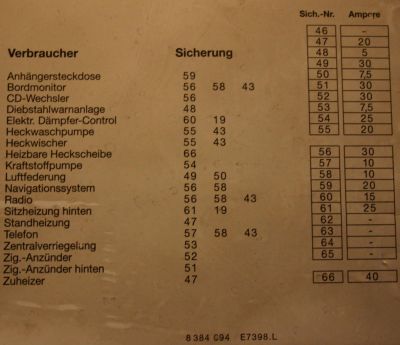 Sich.-Nr. Ampere
46 -
47 20
Verbraucher Sicherung 48 5
49 30
Anhängersteckdose 59 50 7,5
Bordmonitor 56 58 43 51 30
CD-Wechsler 56 52 30
Diebstahlwarnanlage 48 53 7,5
Elektr. Dämpfer-Control 60 19 54 25
Heckwaschpumpe 55 43 55 20
Heckwischer 55 43
Heizbare Heckscheibe 66 56 30
Kraftstoffpumpe 54 57 10
Luftfederung 49 50 58 10
Navigationssystem 56 58 59 20
Radio 56 58 43 60 15
Sitzheizung hinten 61 19 61 25
Standheizung 47 62 -
Telefon 57 58 43 63 -
Zentralverriegelung 53 64 -
Zig.-Anzünder 52 65 -
Zig.-Anzünder hinten 51
Zuheizer 47 66 40
8 384 094 E7398.L